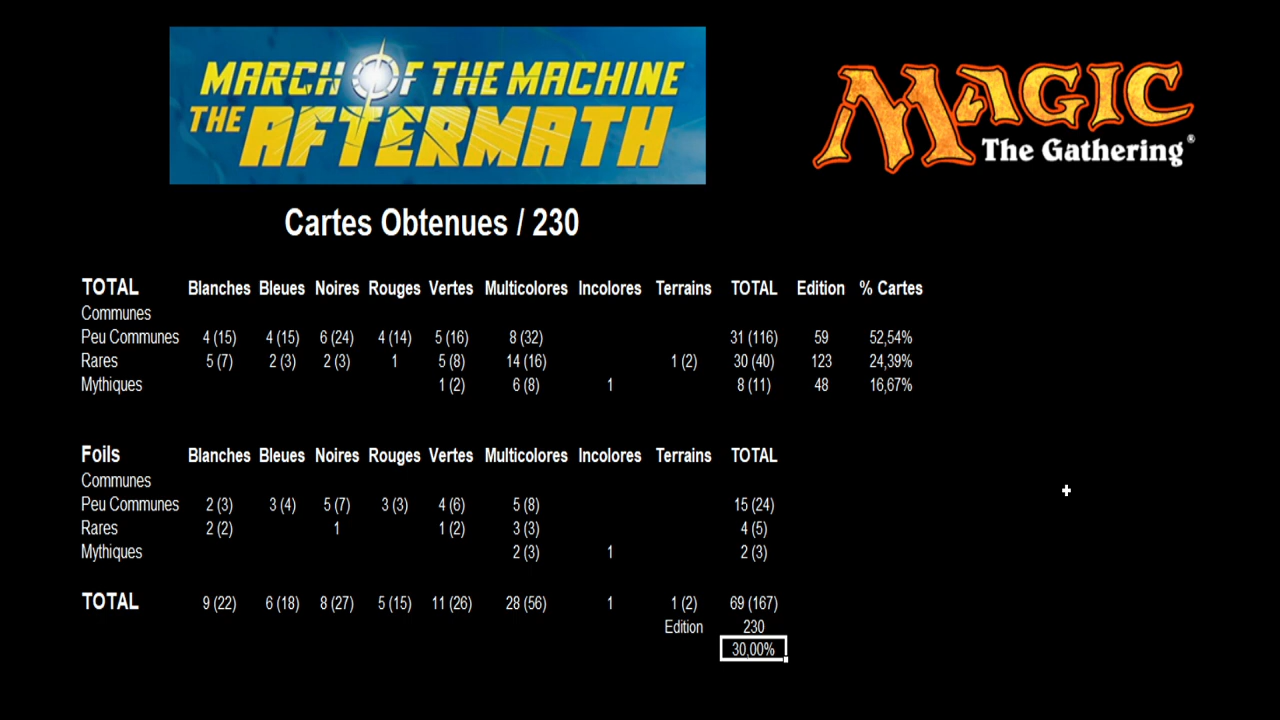 MARCH OF THE MACHINE
THE AFTERMATH
MAGIC
The Gathering®
Cartes Obtenues / 230
TOTAL Blanches Bleues Noires Rouges Vertes Multicolores Incolores Terrains TOTAL Edition % Cartes
Communes
Peu Communes 4 (15) 4 (15) 6 (24) 4 (14) 5 (16) 8 (32) 31 (116) 59 52,54%
Rares 5 (7) 2 (3) 2 (3) 1 5 (8) 14 (16) 1 (2) 30 (40) 123 24,39%
Mythiques 1 (2) 6 (8) 1 8 (11) 48 16,67%
Foils Blanches Bleues Noires Rouges Vertes Multicolores Incolores Terrains TOTAL
Communes
Peu Communes 2 (3) 3 (4) 5 (7) 3 (3) 4 (6) 5 (8) 15 (24)
Rares 2 (2) 1 1 (2) 3 (3) 4 (5)
Mythiques 2 (3) 1 2 (3)
TOTAL 9 (22) 6 (18) 8 (27) 5 (15) 11 (26) 28 (56) 1 1 (2) 69 (167)
Edition 230
30,00%